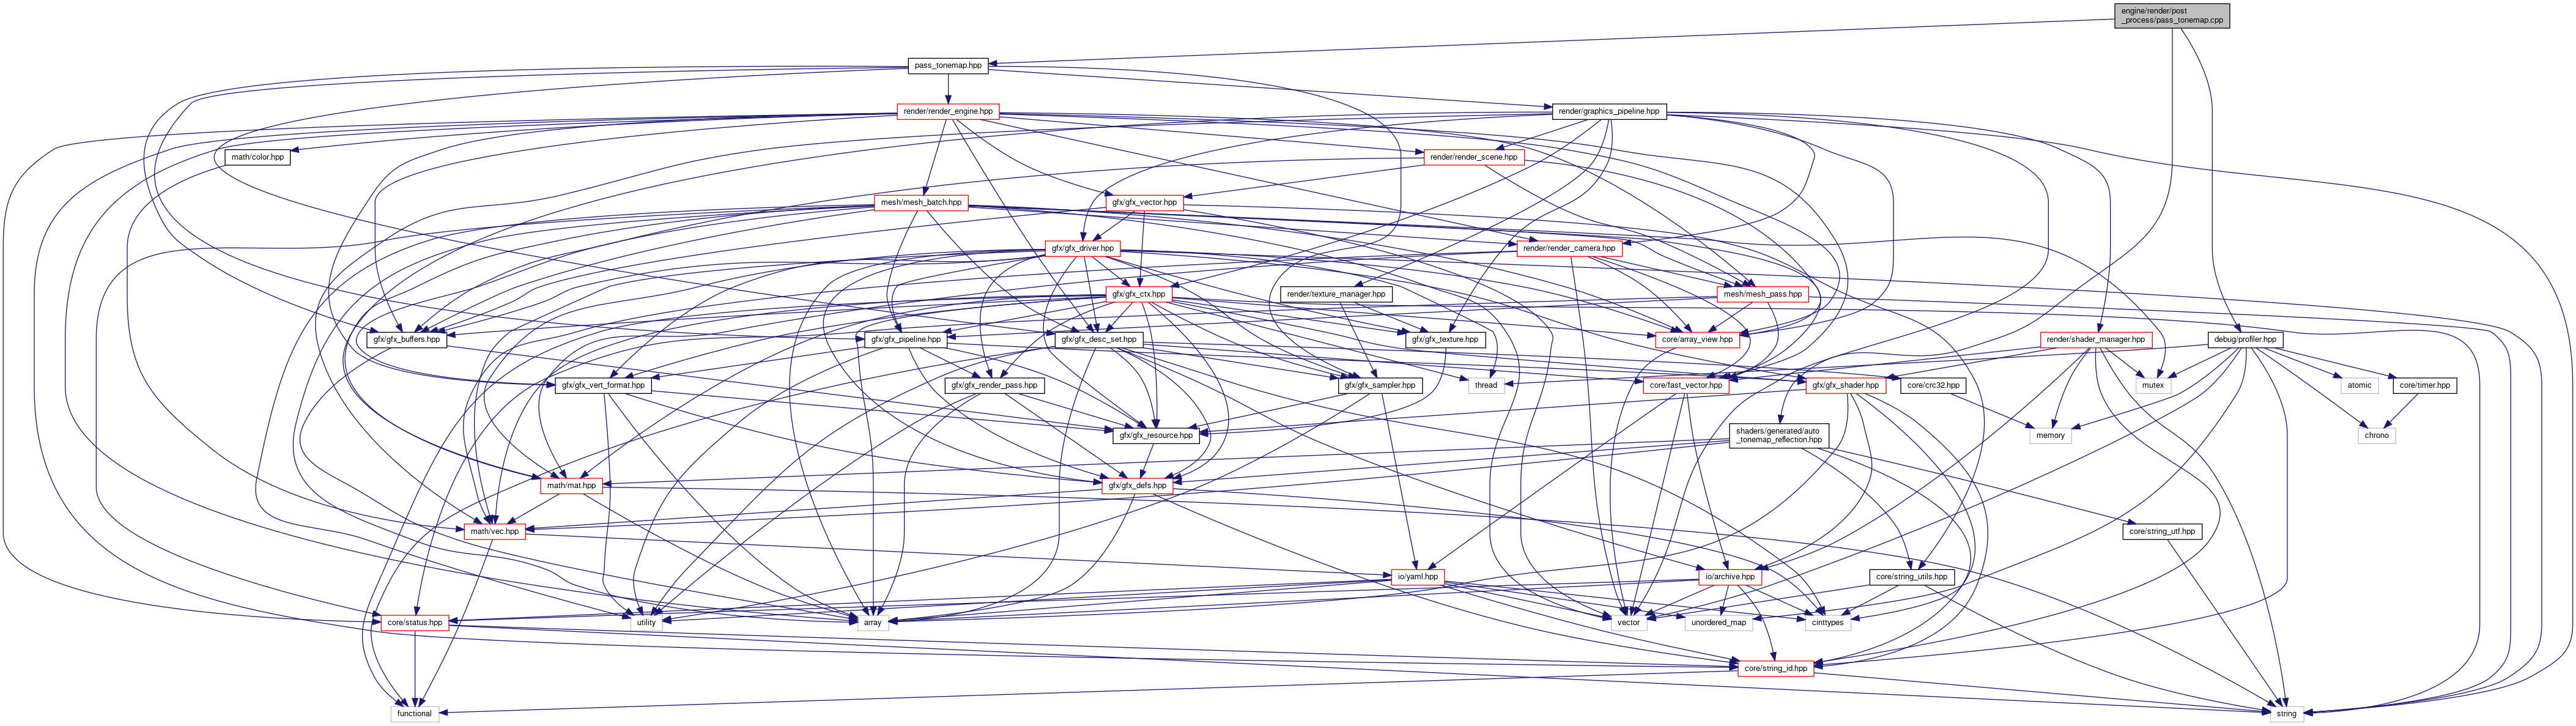 engine/render/post
_process/pass_tonemap.cpp
pass_tonemap.hpp
render/render_engine.hpp
render/graphics_pipeline.hpp
math/color.hpp
render/render_scene.hpp
mesh/mesh_batch.hpp
gfx/gfx_vector.hpp
gfx/gfx_driver.hpp
render/render_camera.hpp
gfx/gfx_ctx.hpp
render/texture_manager.hpp
mesh/mesh_pass.hpp
gfx/gfx_buffers.hpp
gfx/gfx_pipeline.hpp
gfx/gfx_desc_set.hpp
gfx/gfx_texture.hpp
core/array_view.hpp
render/shader_manager.hpp
debug/profiler.hpp
gfx/gfx_vert_format.hpp
gfx/gfx_render_pass.hpp
gfx/gfx_sampler.hpp
thread
core/fast_vector.hpp
gfx/gfx_shader.hpp
core/crc32.hpp
mutex
atomic
core/timer.hpp
gfx/gfx_resource.hpp
shaders/generated/auto
_tonemap_reflection.hpp
memory
chrono
math/mat.hpp
gfx/gfx_defs.hpp
math/vec.hpp
core/string_utf.hpp
io/yaml.hpp
io/archive.hpp
core/string_utils.hpp
core/status.hpp
utility
array
vector
unordered_map
cinttypes
core/string_id.hpp
functional
string